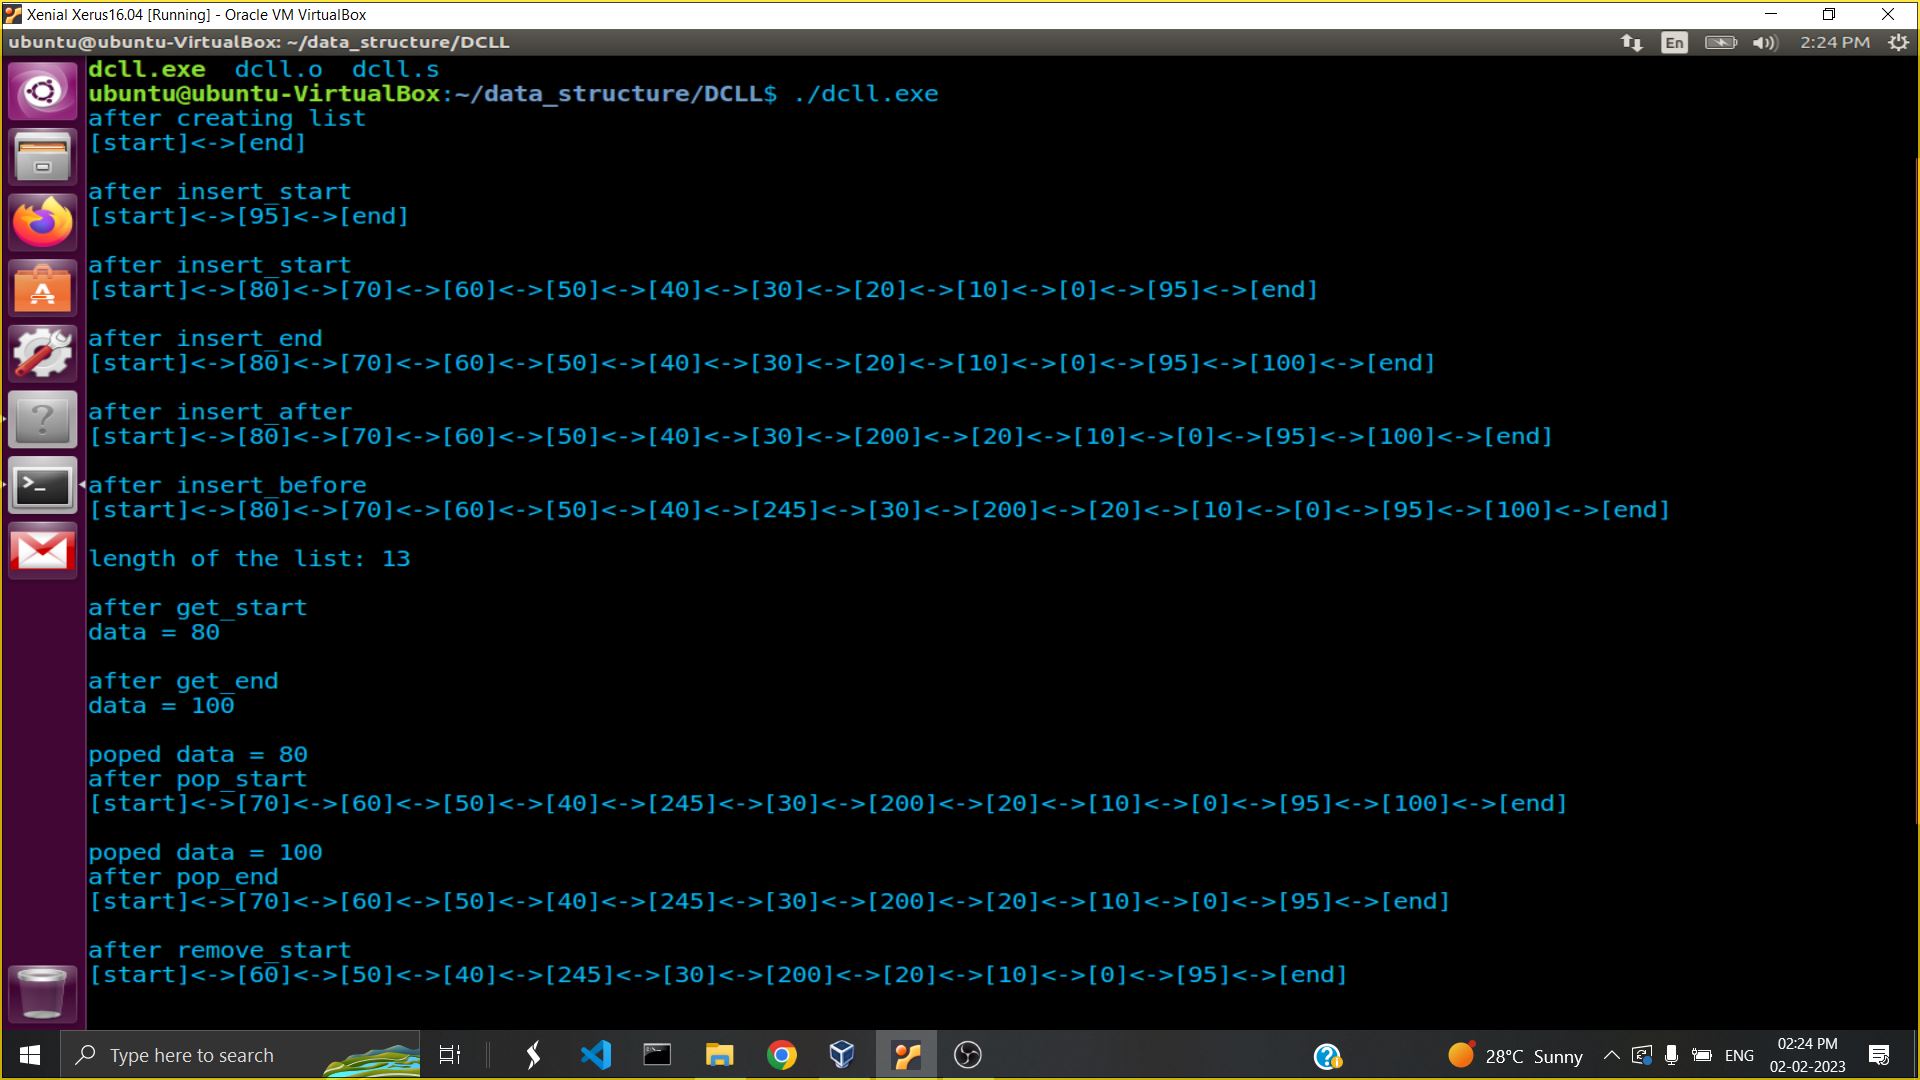 Xenial Xerus16.04 [Running] - Oracle VM VirtualBox
ubuntu@ubuntu-VirtualBox: ~/data_structure/DCLL
En
2:24 PM
dcll.exe  dcll.o  dcll.s
ubuntu@ubuntu-VirtualBox:~/data_structure/DCLL$ ./dcll.exe
after creating list
[start]<->[end]
after insert_start
[start]<->[95]<->[end]
after insert_start
[start]<->[80]<->[70]<->[60]<->[50]<->[40]<->[30]<->[20]<->[10]<->[0]<->[95]<->[end]
after insert_end
[start]<->[80]<->[70]<->[60]<->[50]<->[40]<->[30]<->[20]<->[10]<->[0]<->[95]<->[100]<->[end]
after insert_after
[start]<->[80]<->[70]<->[60]<->[50]<->[40]<->[30]<->[200]<->[20]<->[10]<->[0]<->[95]<->[100]<->[end]
after insert_before
[start]<->[80]<->[70]<->[60]<->[50]<->[40]<->[245]<->[30]<->[200]<->[20]<->[10]<->[0]<->[95]<->[100]<->[end]
length of the list: 13
after get_start
data = 80
after get_end
data = 100
poped data = 80
after pop_start
[start]<->[70]<->[60]<->[50]<->[40]<->[245]<->[30]<->[200]<->[20]<->[10]<->[0]<->[95]<->[100]<->[end]
poped data = 100
after pop_end
[start]<->[70]<->[60]<->[50]<->[40]<->[245]<->[30]<->[200]<->[20]<->[10]<->[0]<->[95]<->[end]
after remove_start
[start]<->[60]<->[50]<->[40]<->[245]<->[30]<->[200]<->[20]<->[10]<->[0]<->[95]<->[end]
Type here to search
28°C Sunny
ENG
02:24 PM
02-02-2023